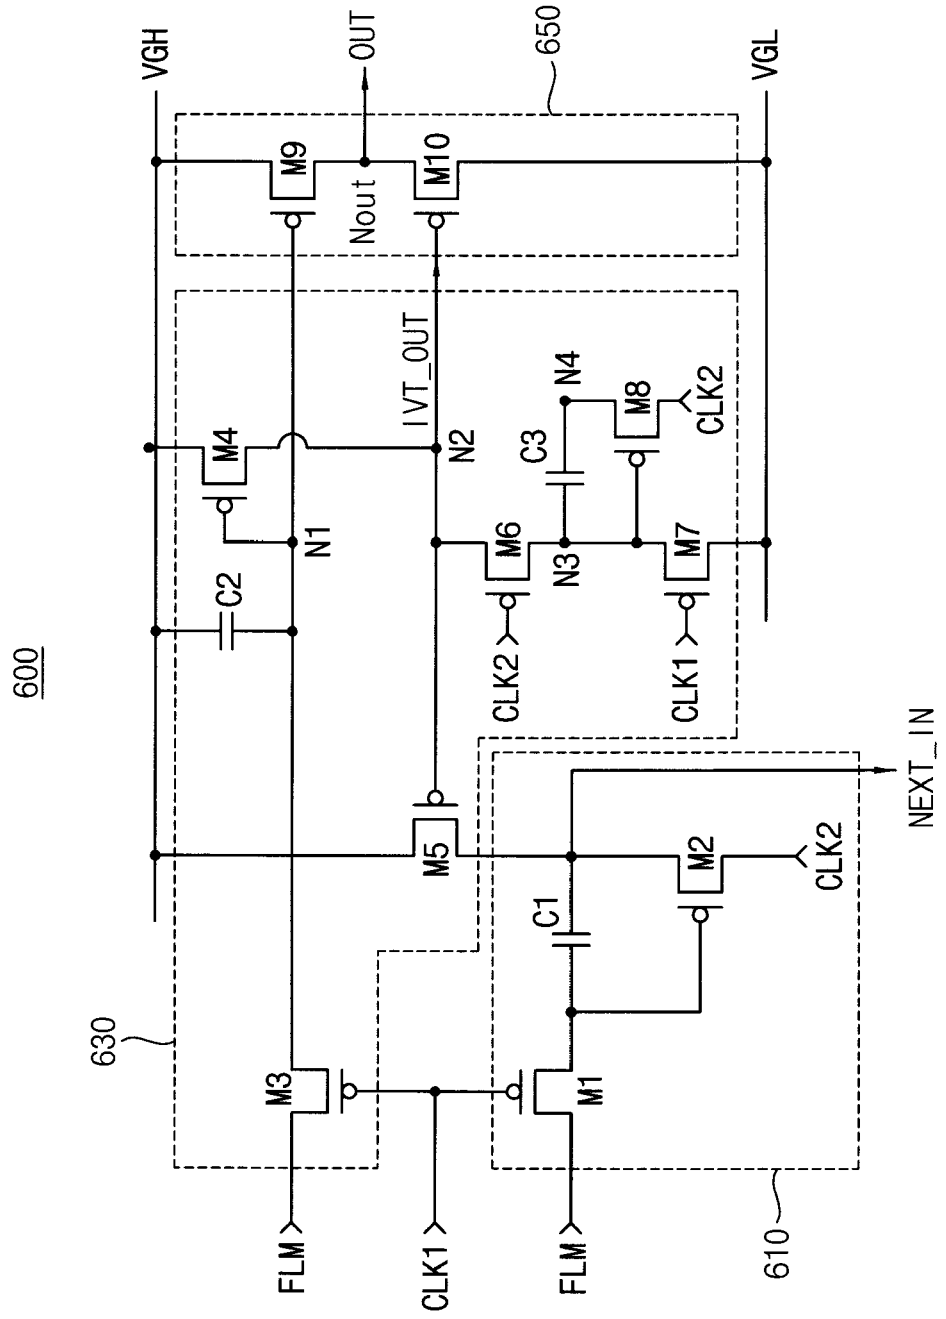 600
630
FLM
CLK1
FLM
610
M3
M1
C2
N1
M4
M9
Nout
M10
VGH
OUT
650
VGL
IVT_OUT
N2
M5
C1
M2
CLK2
NEXT_IN
CLK2
CLK1
M6
N3
M7
C3
N4
M8
CLK2